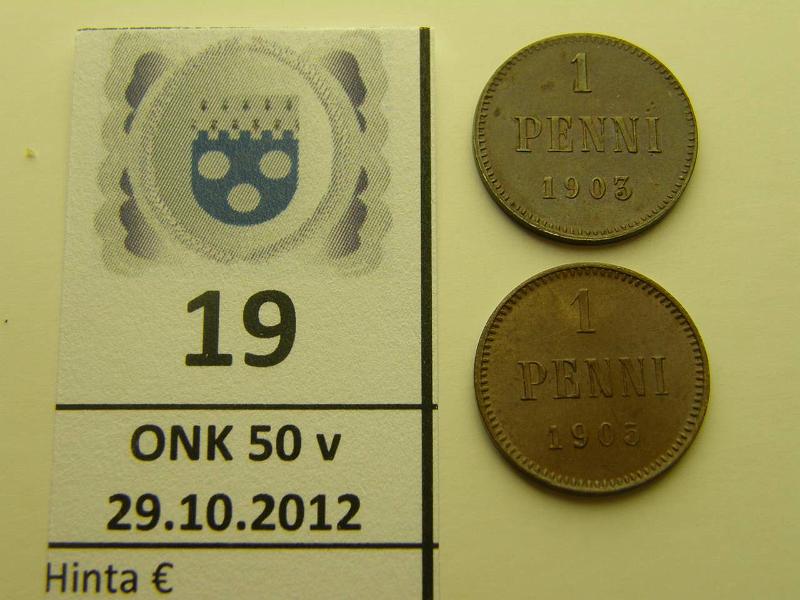 19
ONK 50 v
29.10.2012
Hinta €
1
PENNI
1903
1
PENNI
1905